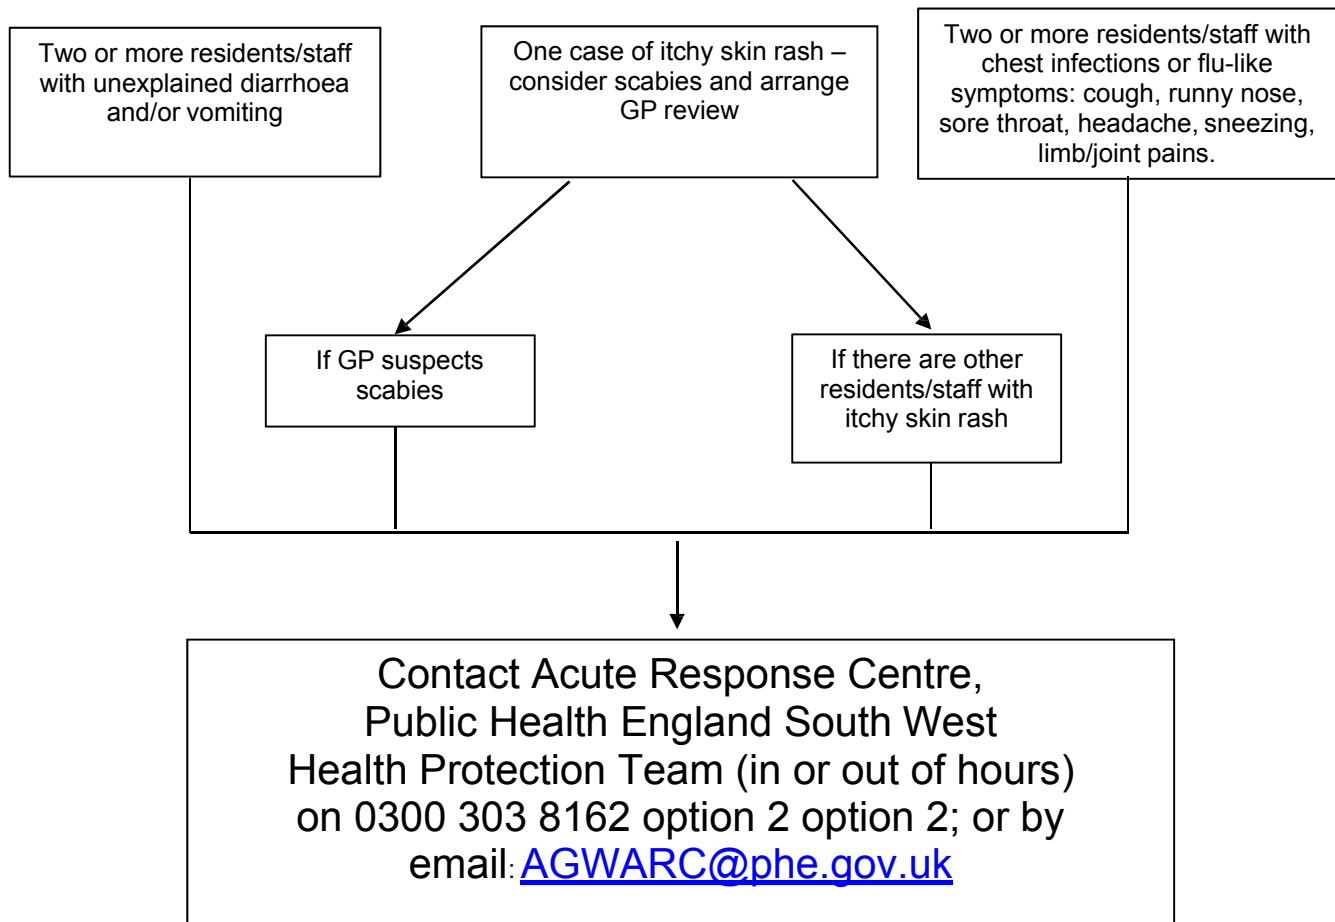 Two or more residents/staff
with unexplained diarrhoea
and/or vomiting
One case of itchy skin rash –
consider scabies and arrange
GP review
Two or more residents/staff with
chest infections or flu-like
symptoms: cough, runny nose,
sore throat, headache, sneezing,
limb/joint pains.
If GP suspects
scabies
If there are other
residents/staff with
itchy skin rash
Contact Acute Response Centre,
Public Health England South West
Health Protection Team (in or out of hours)
on 0300 303 8162 option 2 option 2; or by
email: AGWARC@phe.gov.uk